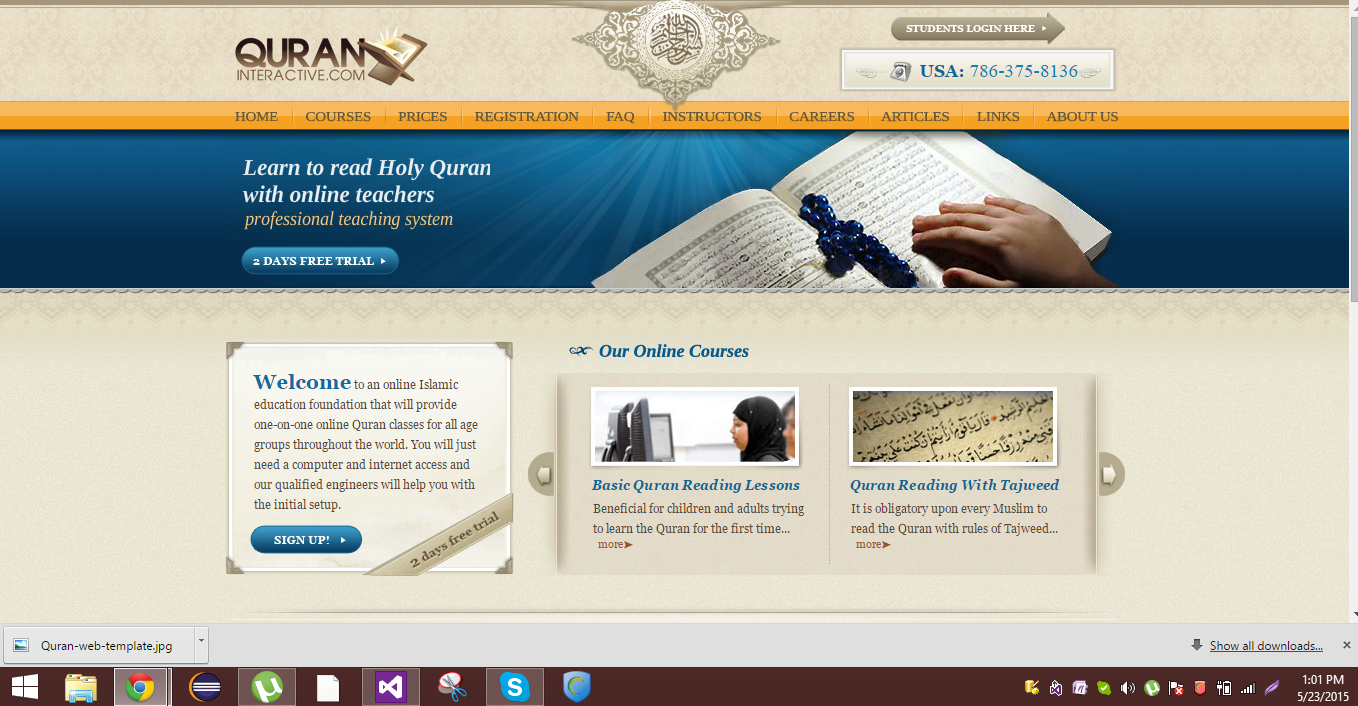 QURAN
INTERACTIVE.COM
STUDENTS LOGIN HERE
USA: 786-375-8136
HOME COURSES PRICES REGISTRATION FAQ INSTRUCTORS CAREERS ARTICLES LINKS ABOUT US
Learn to read Holy Quran
with online teachers
professional teaching system
2 DAYS FREE TRIAL
Welcome to an online Islamic
education foundation that will provide
one-on-one online Quran classes for all age
groups throughout the world. You will just
need a computer and internet access and
our qualified engineers will help you with
the initial setup.
SIGN UP!
2 days free trial
Our Online Courses
Basic Quran Reading Lessons
Beneficial for children and adults trying
to learn the Quran for the first time...
more
Quran Reading With Tajweed
It is obligatory upon every Muslim to
read the Quran with rules of Tajweed...
more
Quran-web-template.jpg
Show all downloads...
1:01 PM
5/23/2015